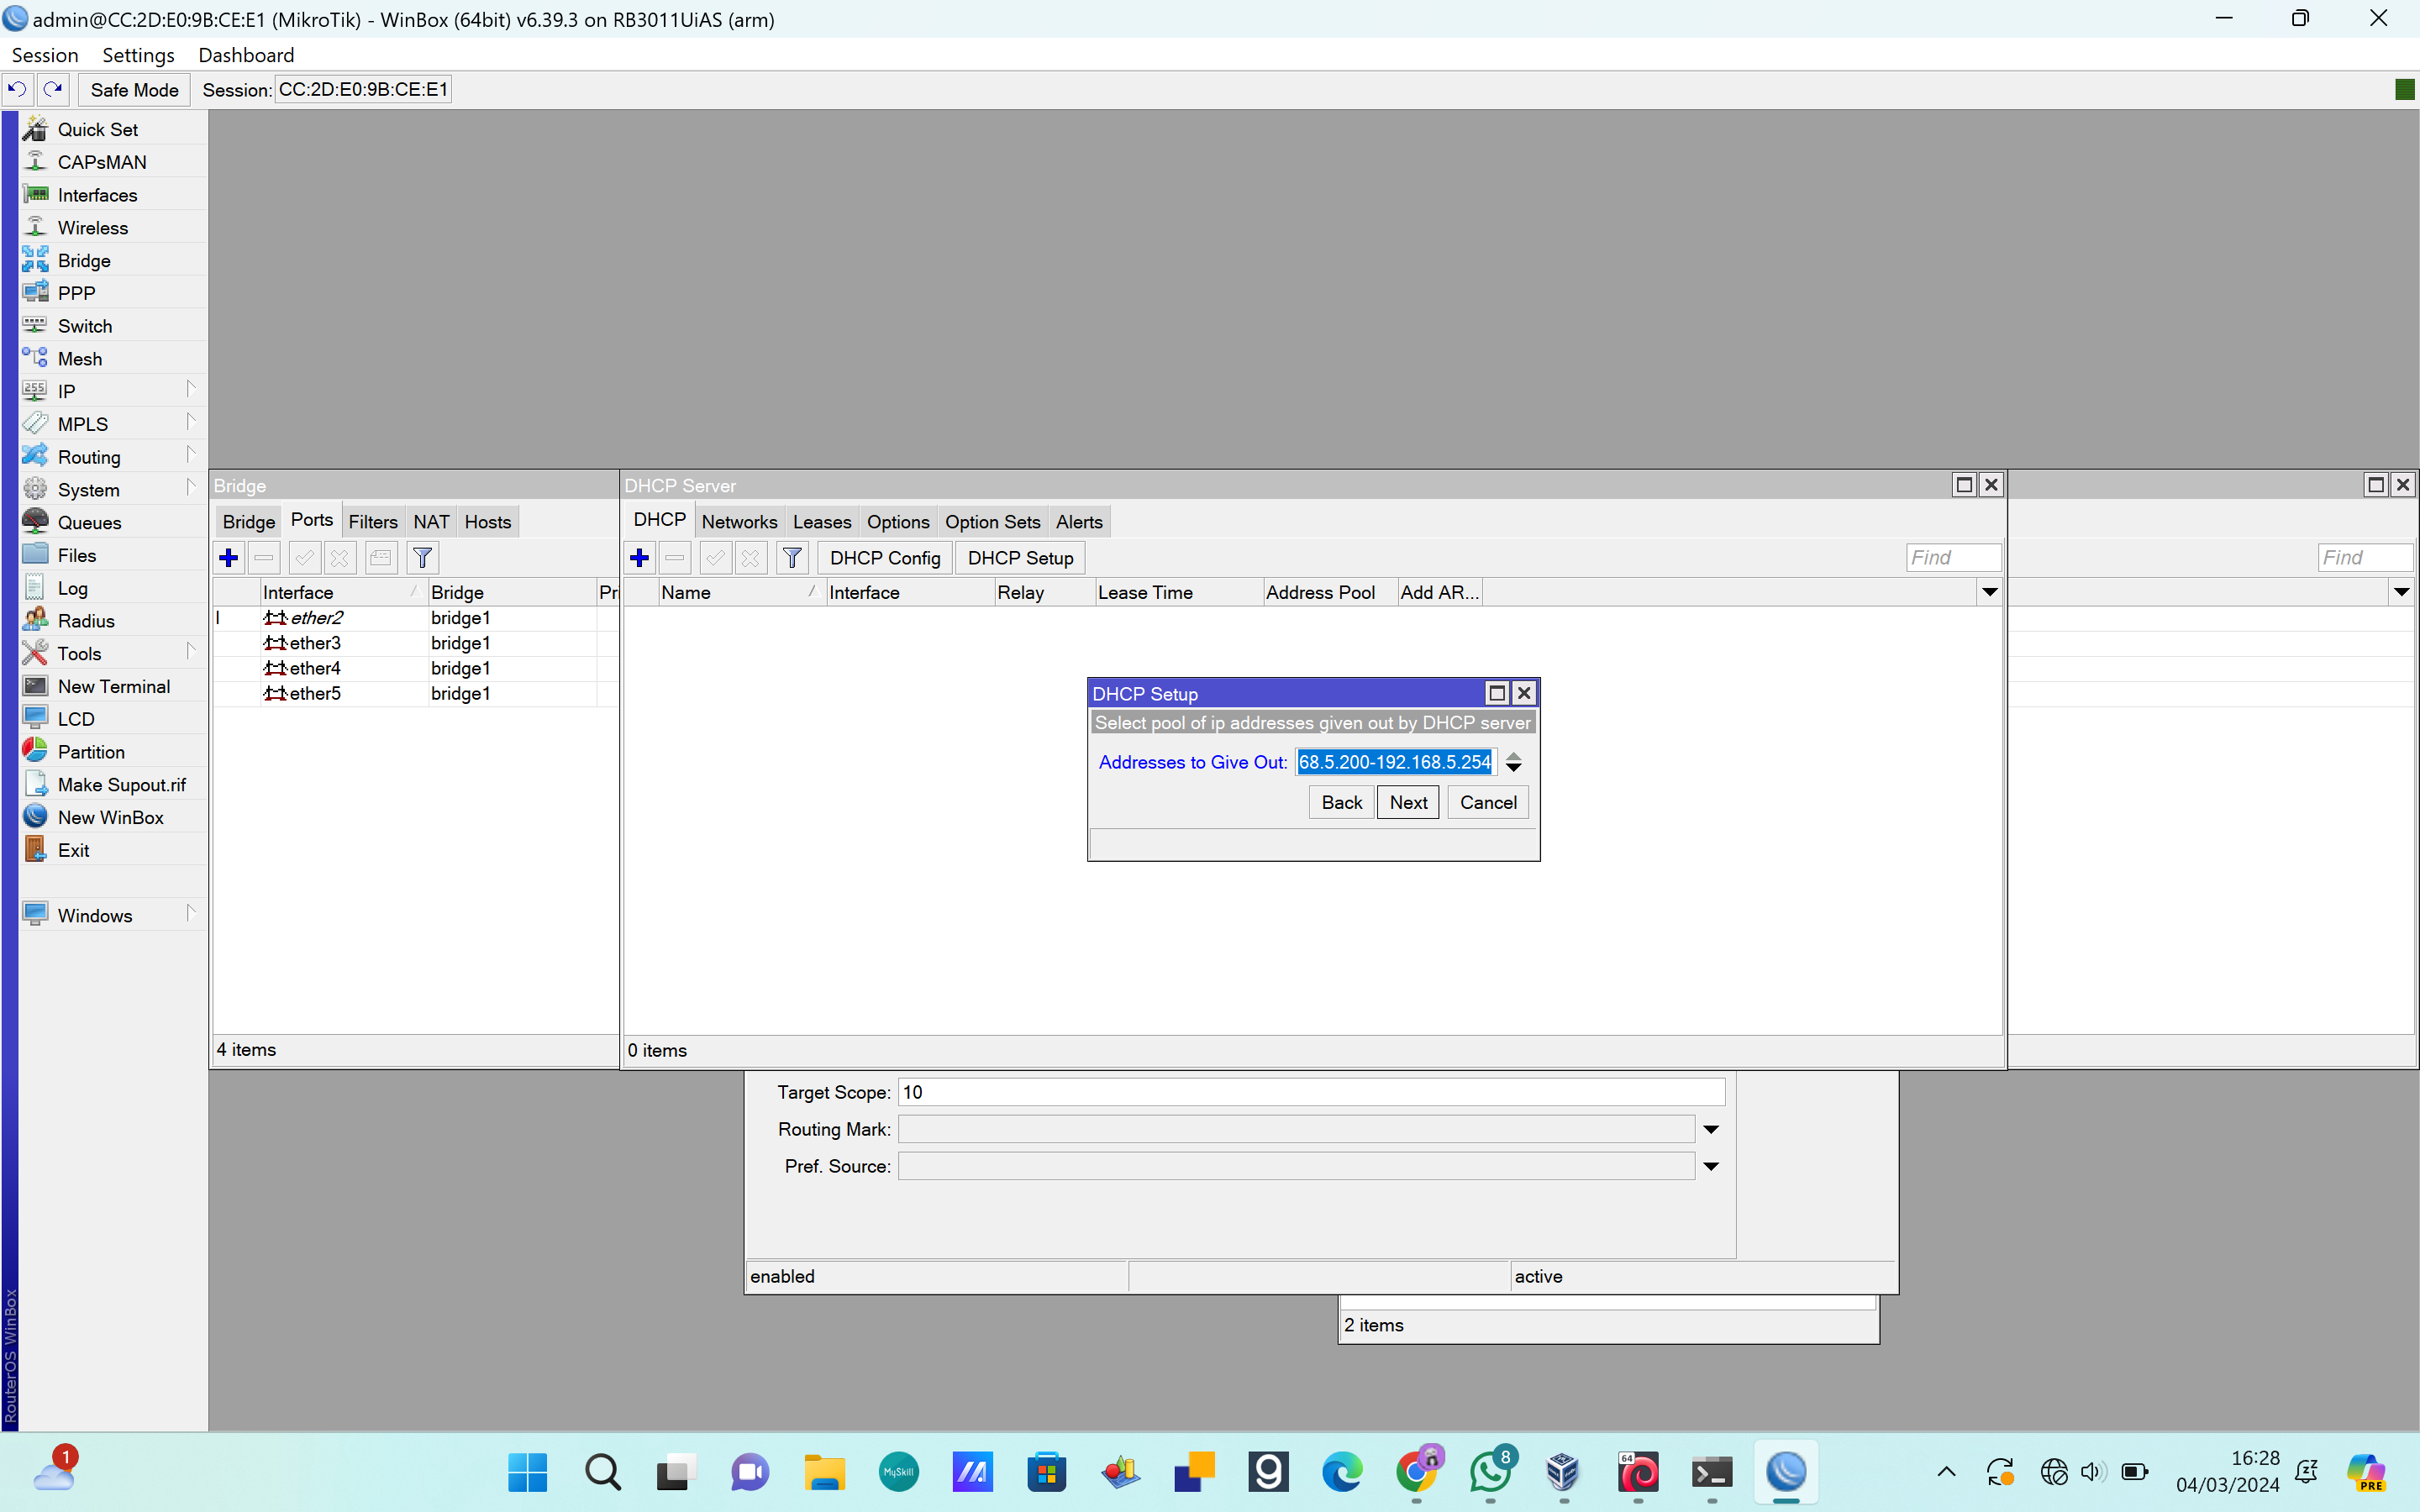 admin@CC:2D:E0:9B:CE:E1 (MikroTik) - WinBox (64bit) v6.39.3 on RB3011UiAS (arm)
Session Settings Dashboard
Safe Mode Session: CC:2D:E0:9B:CE:E1
Quick Set
CAPsMAN
Interfaces
Wireless
Bridge
PPP
Switch
Mesh
IP
MPLS
Routing
System
Queues
Files
Log
Radius
Tools
New Terminal
LCD
Partition
Make Supout.rif
New WinBox
Exit
Windows
RouterOS WinBox
Bridge
Bridge Ports Filters NAT Hosts
Interface Bridge Pri
I ether2 bridge1
ether3 bridge1
ether4 bridge1
ether5 bridge1
4 items
DHCP Server
DHCP Networks Leases Options Option Sets Alerts
DHCP Config DHCP Setup Find
Name Interface Relay Lease Time Address Pool Add AR...
0 items
Find
DHCP Setup
Select pool of ip addresses given out by DHCP server
Addresses to Give Out: 68.5.200-192.168.5.254
Back Next Cancel
Target Scope: 10
Routing Mark:
Pref. Source:
enabled active
2 items
1
MySkill
8
64
PRE
16:28
04/03/2024
255